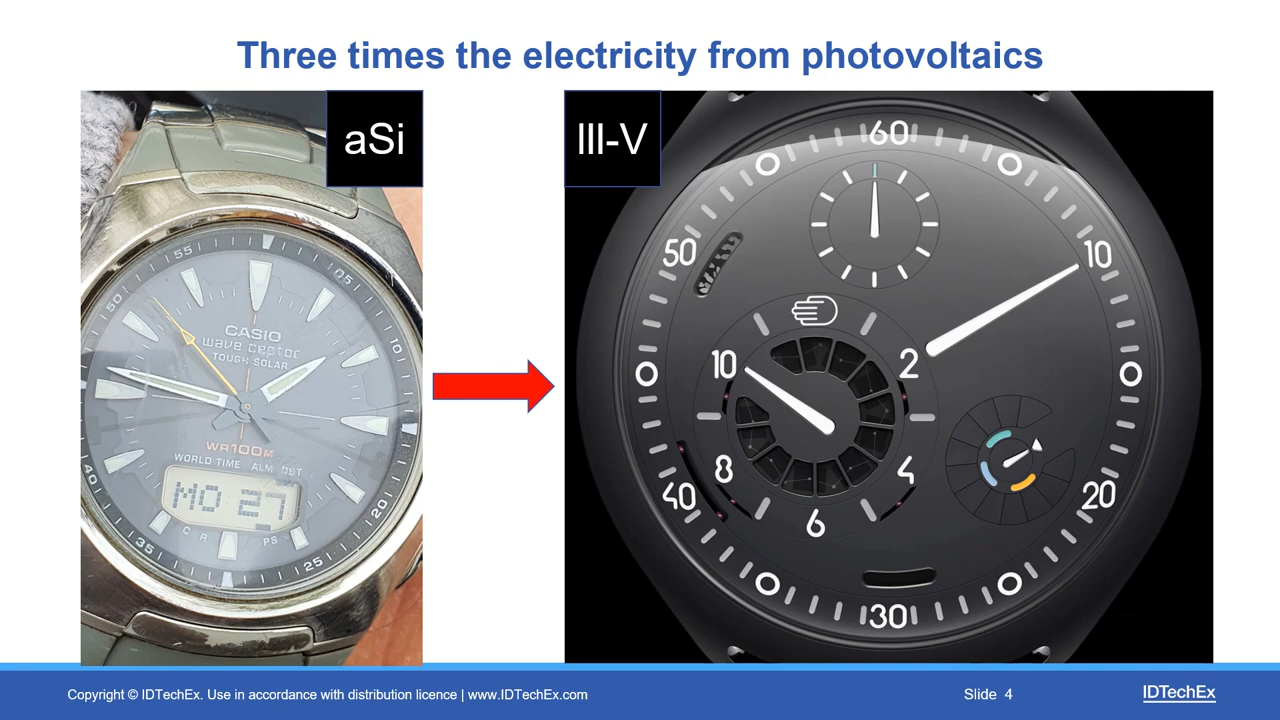 Three times the electricity from photovoltaics
aSi
55
05
50
10
CASIO
wave ceptor
TOUGH SOLAR
WR100M
WORLD TIME ALM
MO 27
C R PS
40
20
35
25
III-V
60
50
10
10
2
8
4
6
40
20
30
Copyright © IDTechEx. Use in accordance with distribution licence | www.IDTechEx.com
Slide 4
IDTechEx